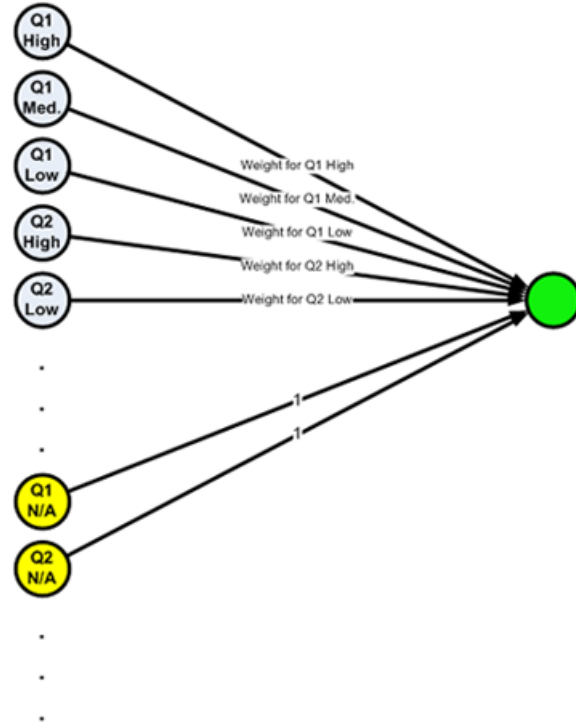 Q1
High
Q1
Med.
Q1
Low
Q2
High
Q2
Low
Weight for Q1 High
Weight for Q1 Med.
Weight for Q1 Low
Weight for Q2 High
Weight for Q2 Low
1
1
Q1
N/A
Q2
N/A